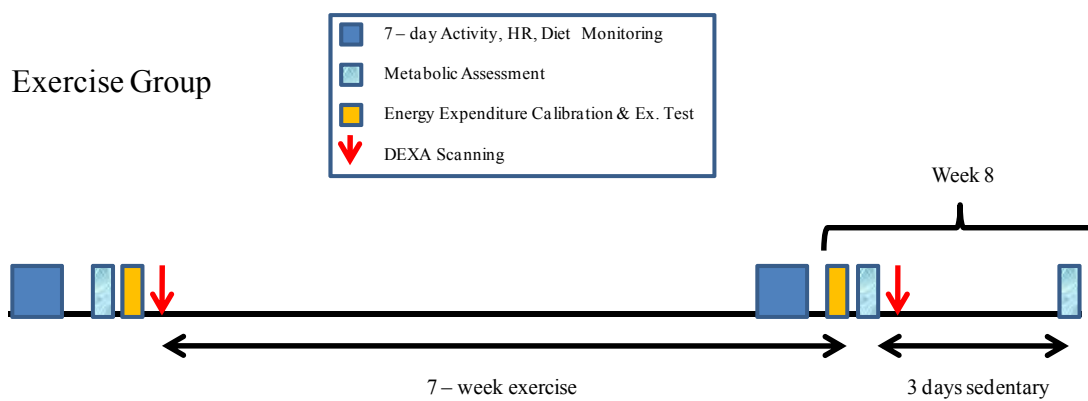 7 – day Activity, HR, Diet Monitoring
Exercise Group
Metabolic Assessment
Energy Expenditure Calibration & Ex. Test
DEXA Scanning
Week 8
7 – week exercise
3 days sedentary